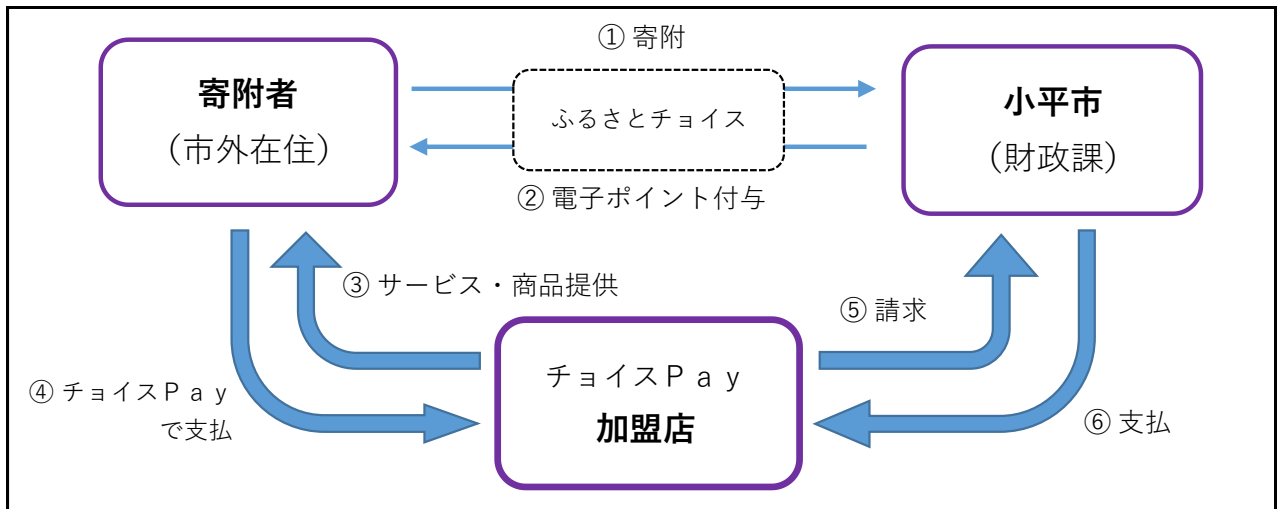 ① 寄附
寄附者
（市外在住）
ふるさとチョイス
小平市
（財政課）
② 電子ポイント付与
③ サービス・商品提供
⑤ 請求
チョイスＰａｙ
加盟店
④ チョイスＰａｙ
で支払
⑥ 支払